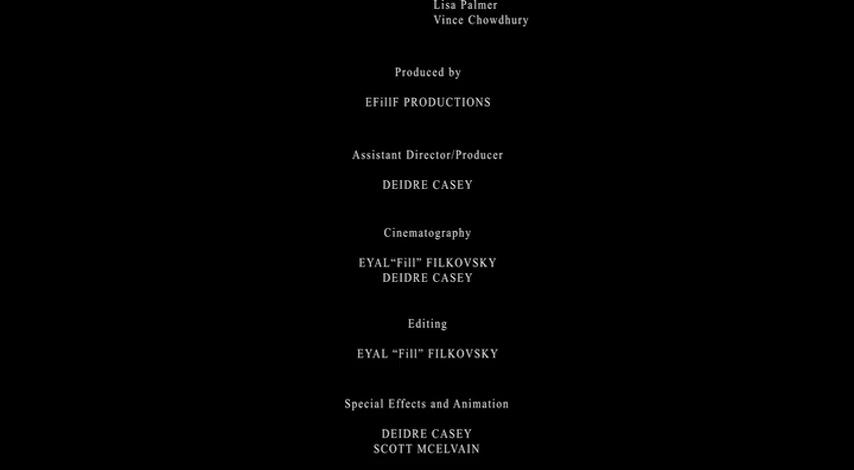 Lisa Palmer
Vince Chowdhury
Produced by
EFillF PRODUCTIONS
Assistant Director/Producer
DEIDRE CASEY
Cinematography
EYAL“Fill” FILKOVSKY
DEIDRE CASEY
Editing
EYAL “Fill” FILKOVSKY
Special Effects and Animation
DEIDRE CASEY
SCOTT MCELVAIN